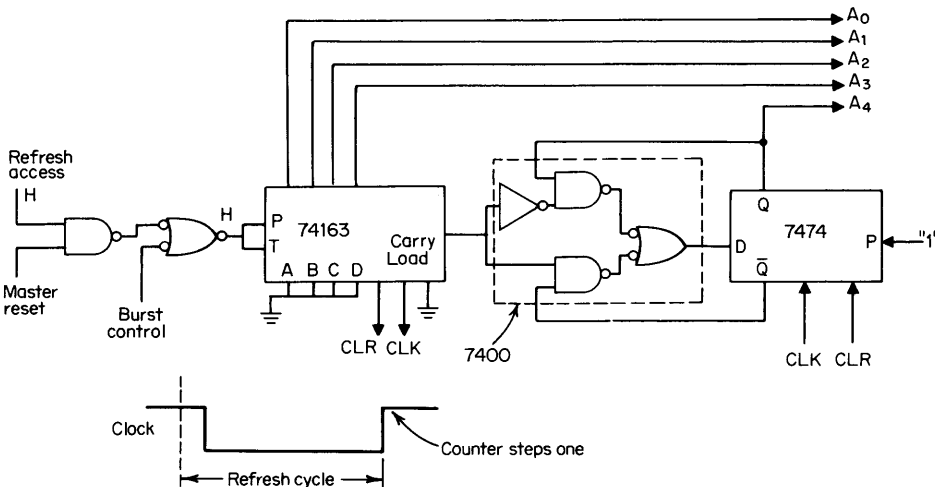 A0
A1
A2
A3
A4
Refresh
access
H
Master
reset
Burst
control
H
P
T
74163
Carry
Load
A B C D
CLR CLK
7400
Q
7474
D
P
"1"
Q̅
CLK CLR
Clock
Counter steps one
Refresh cycle